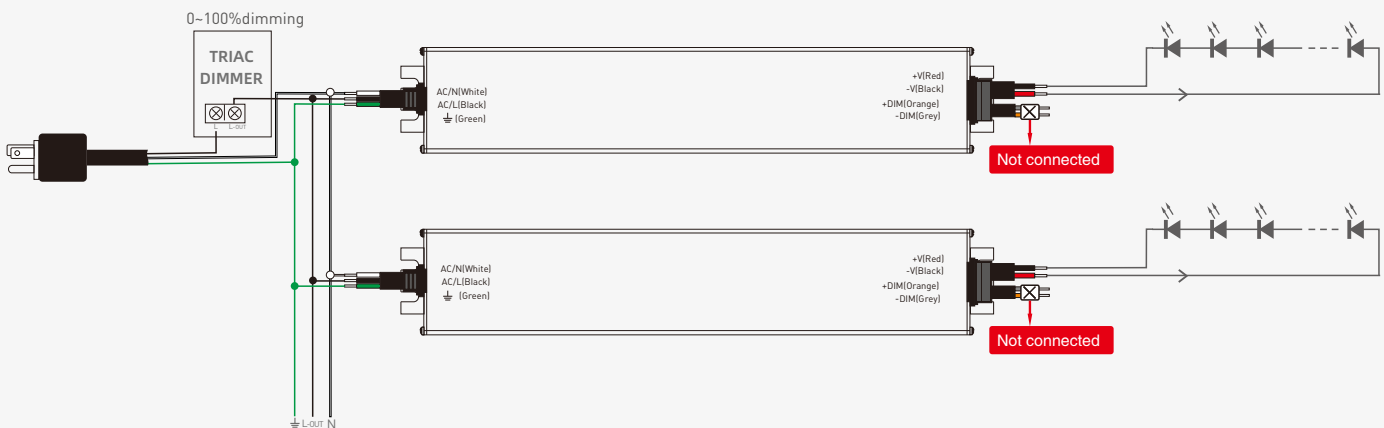 0~100%dimming
TRIAC
DIMMER
L
L-OUT
AC/N(White)
AC/L(Black)
(Green)
+V(Red)
-V(Black)
+DIM(Orange)
-DIM(Grey)
Not connected
AC/N(White)
AC/L(Black)
(Green)
+V(Red)
-V(Black)
+DIM(Orange)
-DIM(Grey)
Not connected
L-OUT N